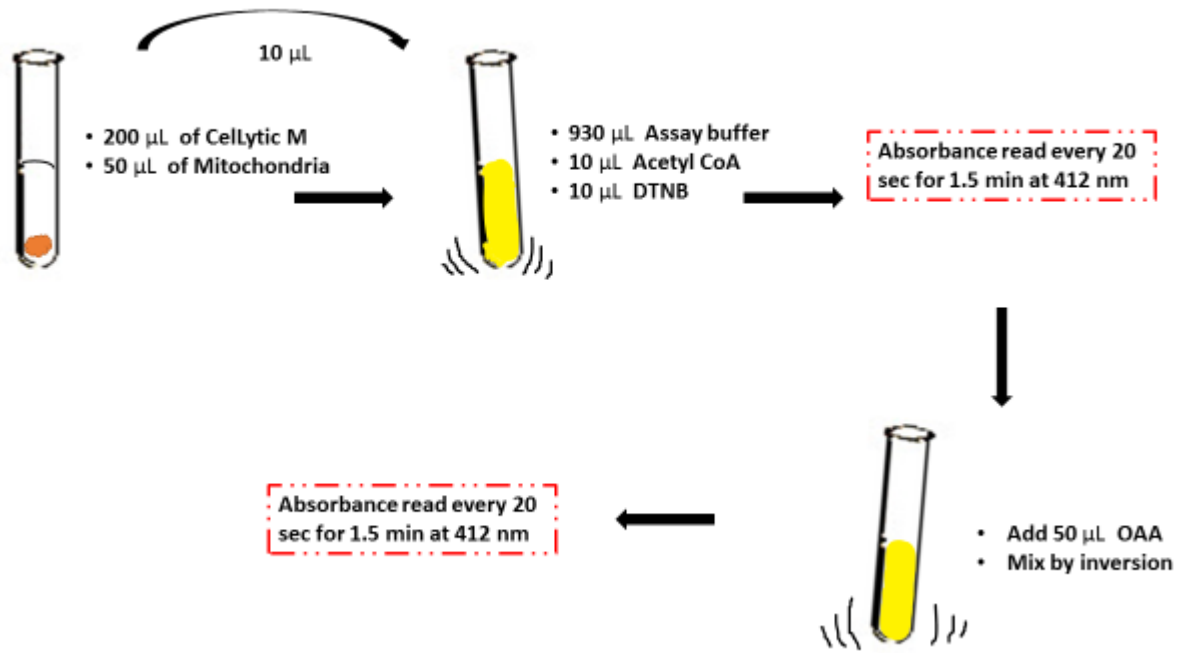 10 µL
• 200 µL of CelLytic M
• 50 µL of Mitochondria
• 930 µL Assay buffer
• 10 µL Acetyl CoA
• 10 µL DTNB
Absorbance read every 20
sec for 1.5 min at 412 nm
• Add 50 µL OAA
• Mix by inversion
Absorbance read every 20
sec for 1.5 min at 412 nm